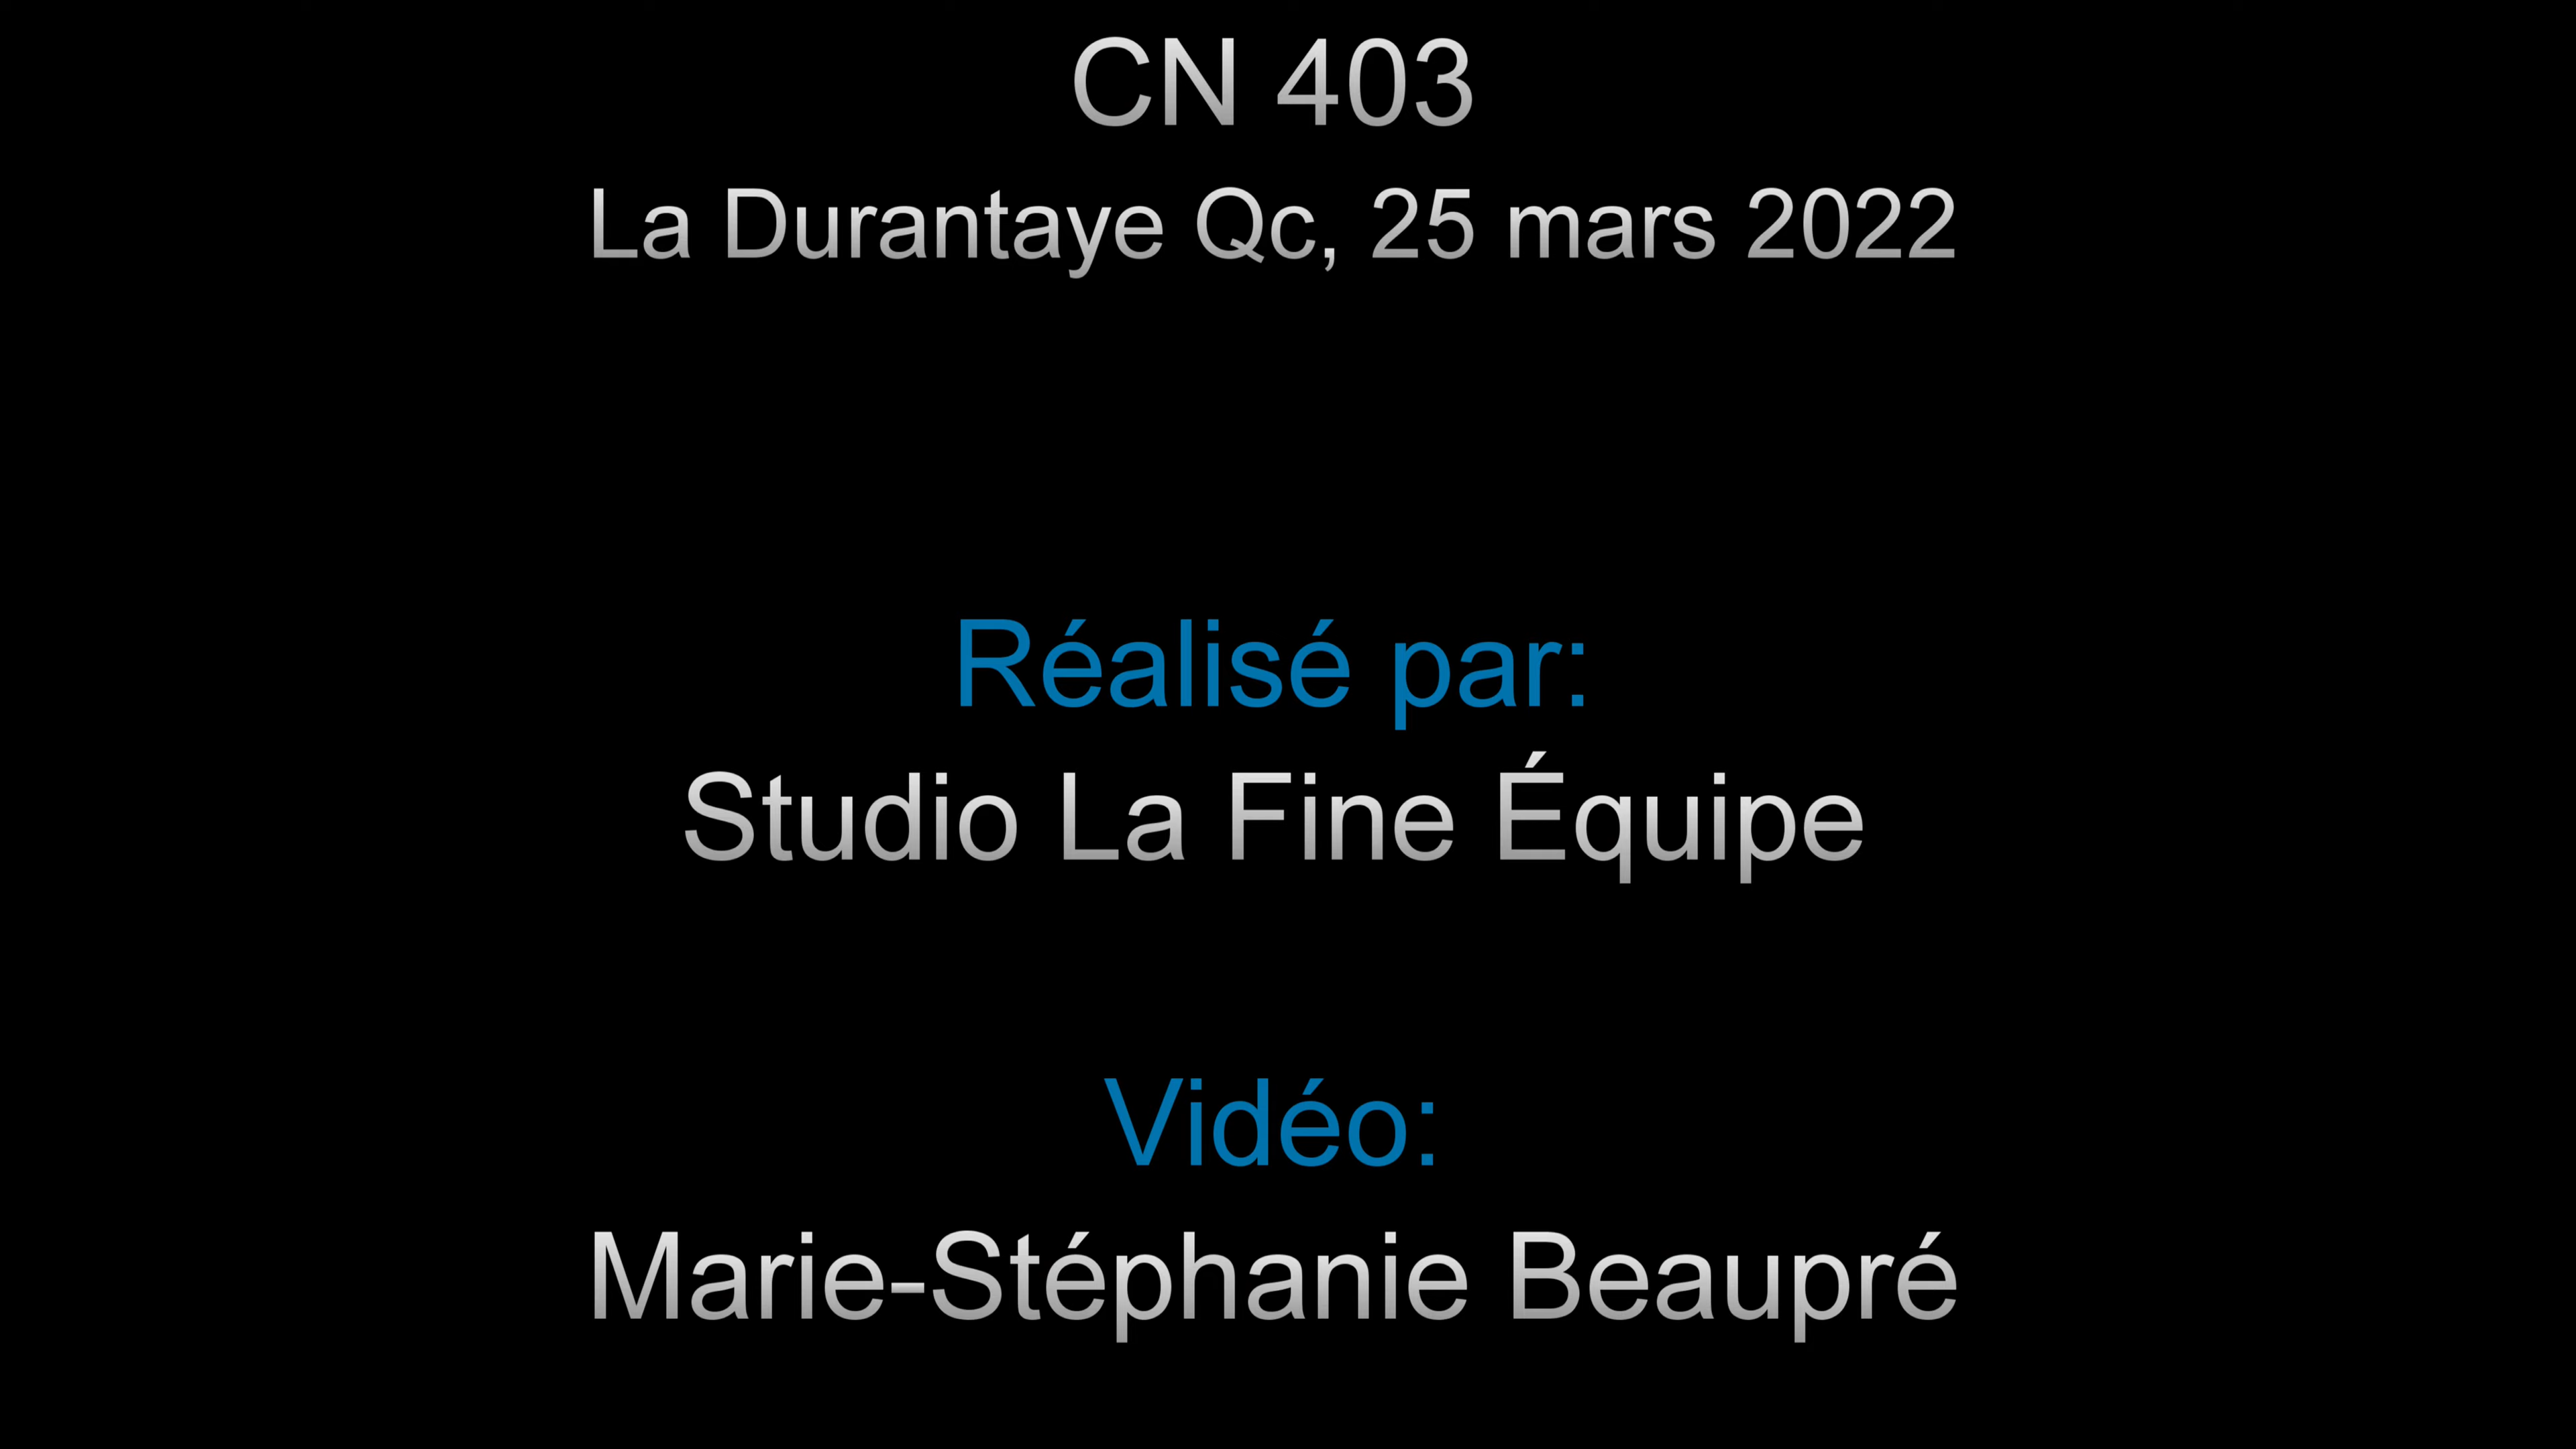 CN 403
La Durantaye Qc, 25 mars 2022
Réalisé par:
Studio La Fine Équipe
Vidéo:
Marie-Stéphanie Beaupré